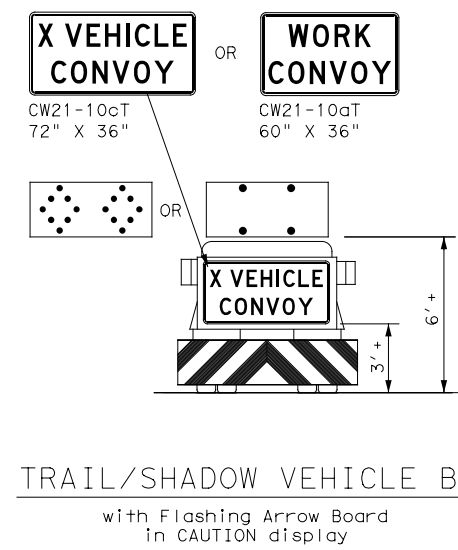 X VEHICLE
CONVOY
OR
WORK
CONVOY
CW21-10cT
72" X 36"
CW21-10aT
60" X 36"
OR
X VEHICLE
CONVOY
6'+
3'+
TRAIL/SHADOW VEHICLE B
with Flashing Arrow Board
in CAUTION display